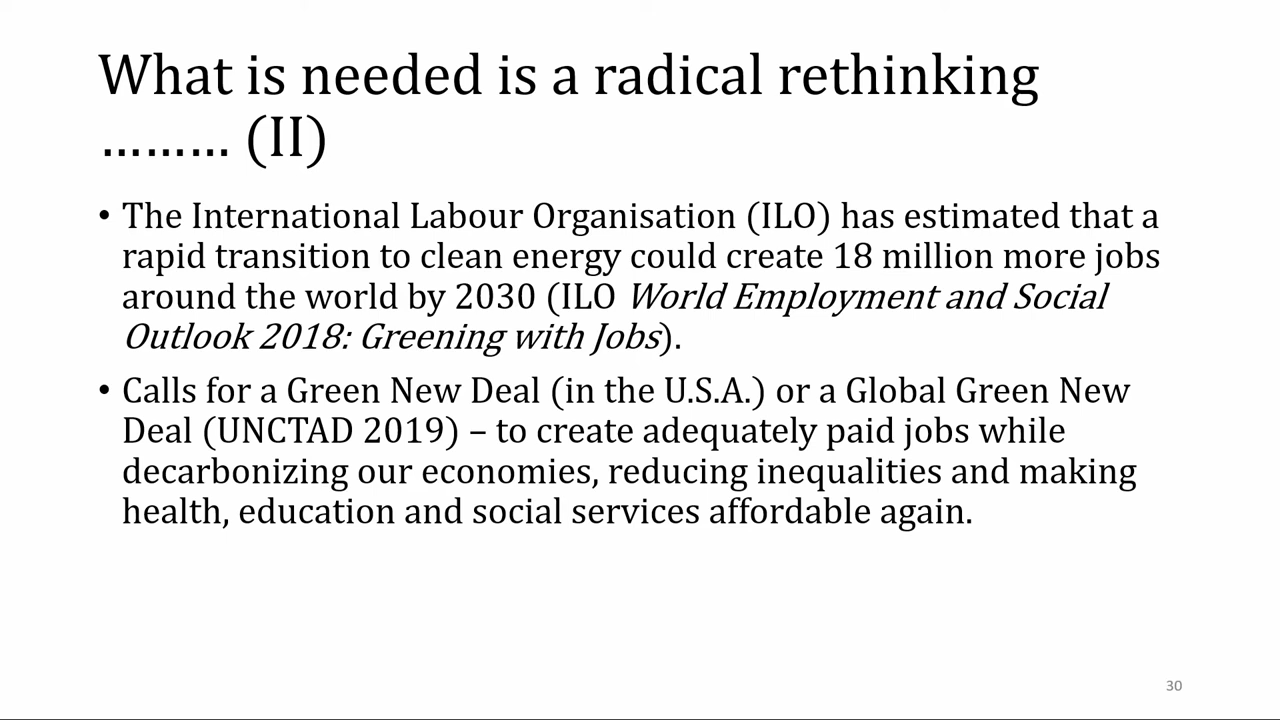 What is needed is a radical rethinking
……… (II)
• The International Labour Organisation (ILO) has estimated that a
rapid transition to clean energy could create 18 million more jobs
around the world by 2030 (ILO World Employment and Social
Outlook 2018: Greening with Jobs).
• Calls for a Green New Deal (in the U.S.A.) or a Global Green New
Deal (UNCTAD 2019) – to create adequately paid jobs while
decarbonizing our economies, reducing inequalities and making
health, education and social services affordable again.
30